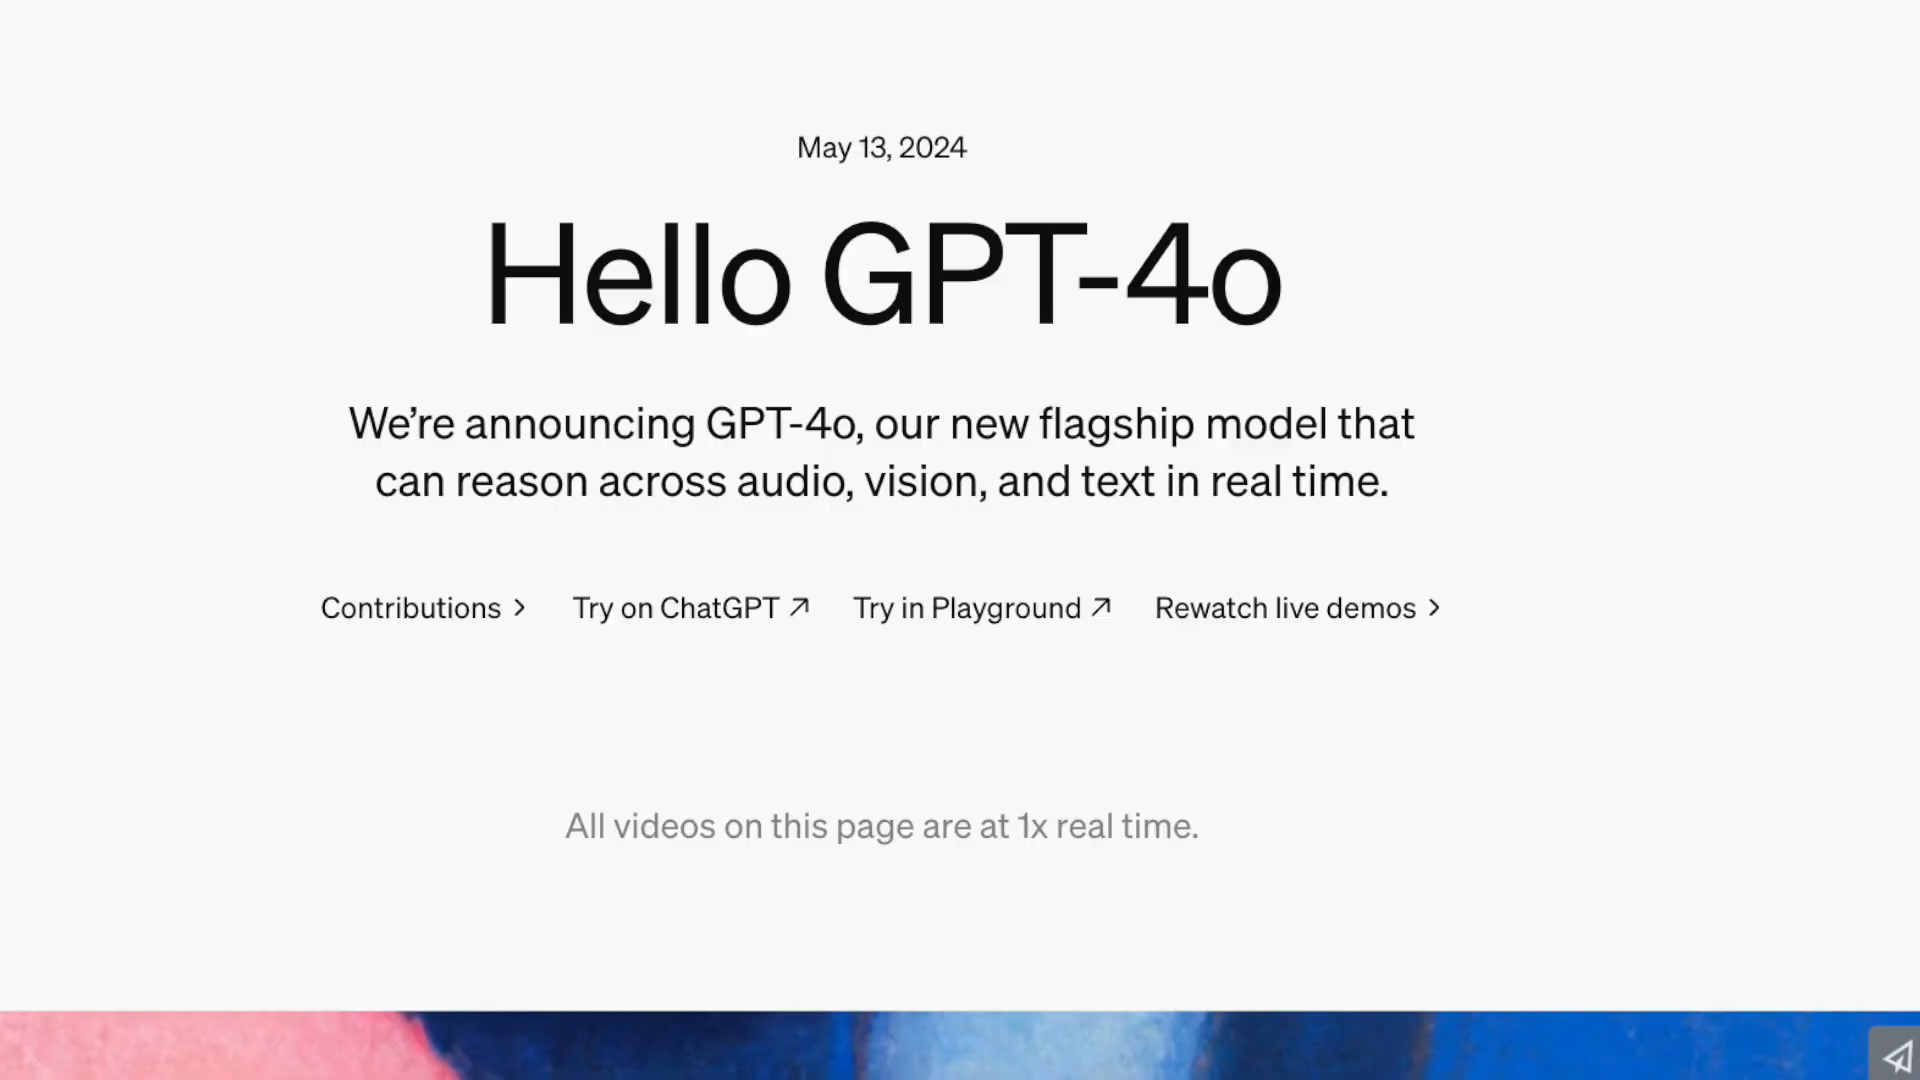 May 13, 2024
Hello GPT-4o
We’re announcing GPT-4o, our new flagship model that
can reason across audio, vision, and text in real time.
Contributions
Try on ChatGPT
Try in Playground
Rewatch live demos
All videos on this page are at 1x real time.